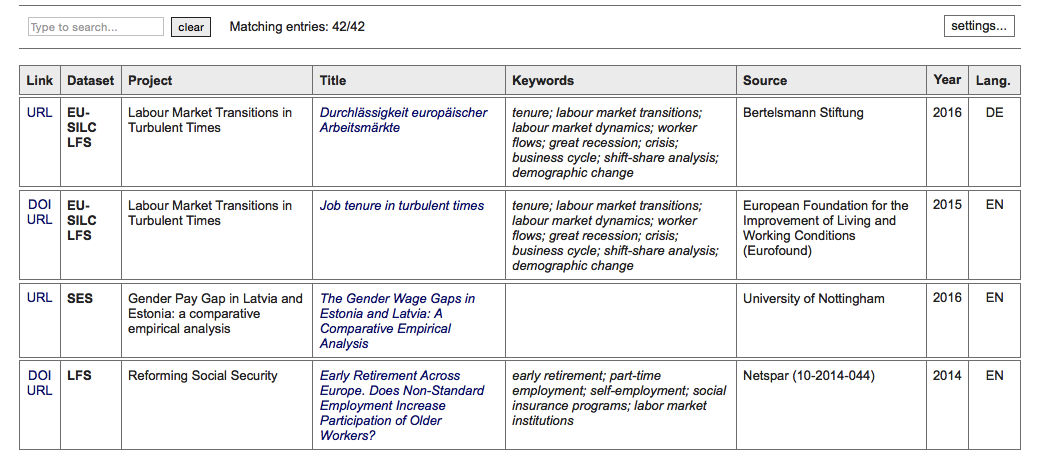 Type to search... clear Matching entries: 42/42 settings...
Link Dataset Project Title Keywords Source Year Lang.
URL EU- Labour Market Transitions in Durchlässigkeit europäischer tenure; labour market transitions; Bertelsmann Stiftung 2016 DE
SILC Turbulent Times Arbeitsmärkte labour market dynamics; worker
LFS flows; great recession; crisis;
business cycle; shift-share analysis;
demographic change
DOI EU- Labour Market Transitions in Job tenure in turbulent times tenure; labour market transitions; European Foundation for the 2015 EN
URL SILC Turbulent Times labour market dynamics; worker Improvement of Living and
LFS flows; great recession; crisis; Working Conditions
business cycle; shift-share analysis; (Eurofound)
demographic change
URL SES Gender Pay Gap in Latvia and The Gender Wage Gaps in University of Nottingham 2016 EN
Estonia: a comparative Estonia and Latvia: A
empirical analysis Comparative Empirical
Analysis
DOI LFS Reforming Social Security Early Retirement Across early retirement; part-time Netspar (10-2014-044) 2014 EN
URL Europe. Does Non-Standard employment; self-employment; social
Employment Increase insurance programs; labor market
Participation of Older institutions
Workers?